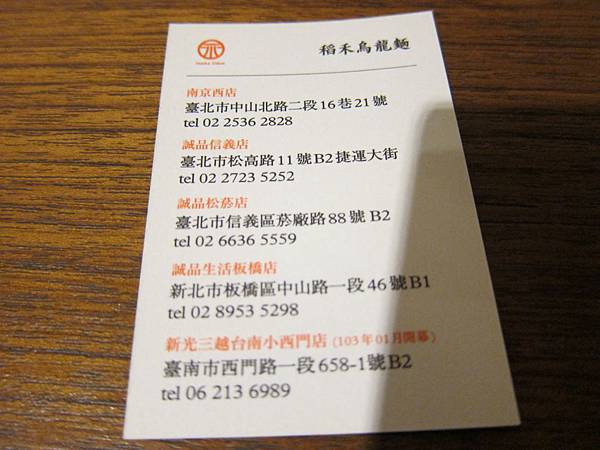 稻禾烏龍麵
南京西店
臺北市中山北路二段16巷21號
tel 02 2536 2828
誠品信義店
臺北市松高路11號B2捷運大街
tel 02 2723 5252
誠品松菸店
臺北市信義區菸廠路88號 B2
tel 02 6636 5559
誠品生活板橋店
新北市板橋區中山路一段46號B1
tel 02 8953 5298
新光三越台南小西門店 (103年01月開幕)
臺南市西門路一段658-1號B2
tel 06 213 6989